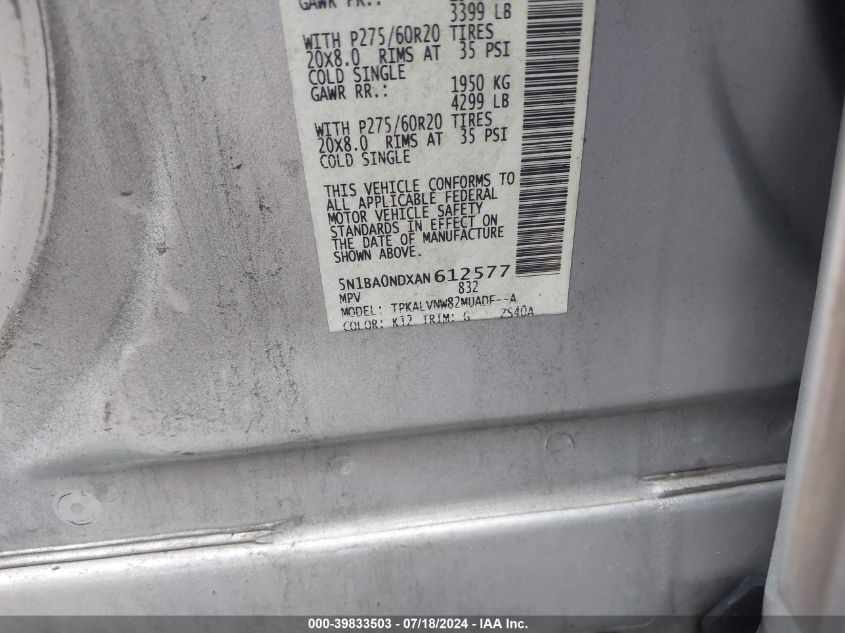 GAWR FR.:
3399 LB
WITH P275/60R20 TIRES
20X8.0 RIMS AT 35 PSI
COLD SINGLE
GAWR RR.: 1950 KG
4299 LB
WITH P275/60R20 TIRES
20X8.0 RIMS AT 35 PSI
COLD SINGLE
THIS VEHICLE CONFORMS TO
ALL APPLICABLE FEDERAL
MOTOR VEHICLE SAFETY
STANDARDS IN EFFECT ON
THE DATE OF MANUFACTURE
SHOWN ABOVE.
5N1BA0NDXAN612577
MPV 832
MODEL: TPKALVNW82MUADF--A
COLOR: K12 TRIM: G ZS40A
000-39833503 - 07/18/2024 - IAA Inc.